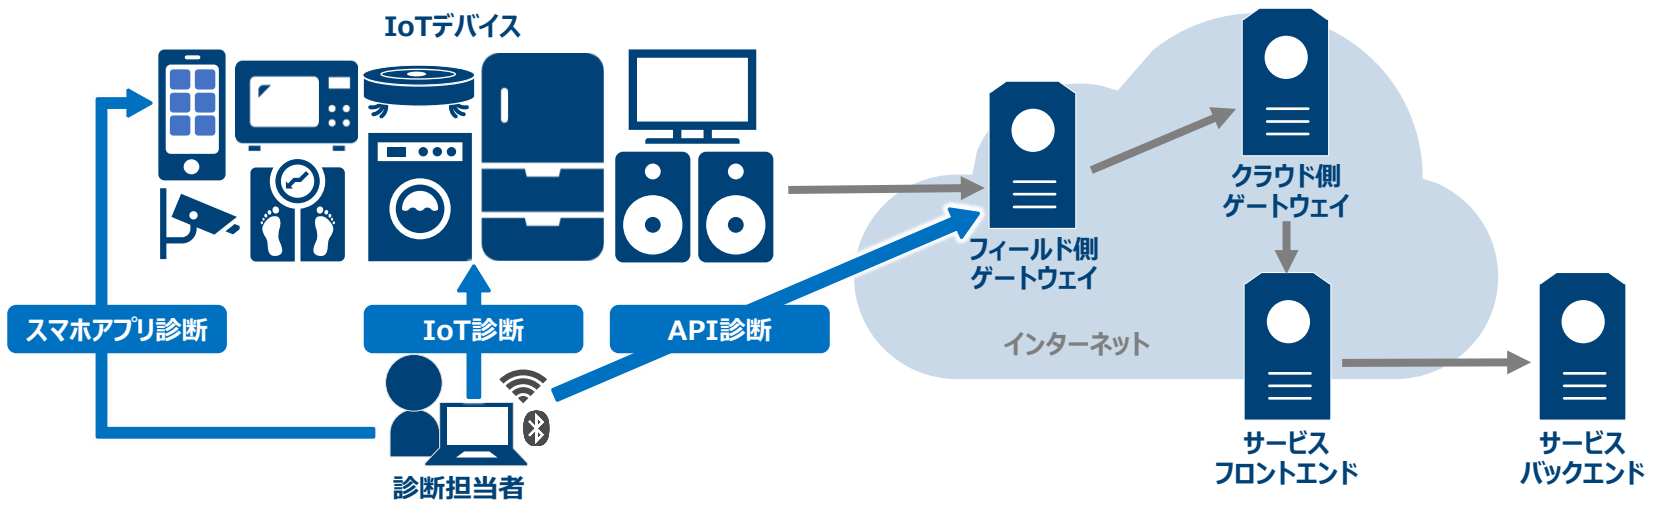 IoTデバイス
クラウド側
ゲートウェイ
フィールド側
ゲートウェイ
スマホアプリ診断
IoT診断
API診断
インターネット
診断担当者
サービス
フロントエンド
サービス
バックエンド